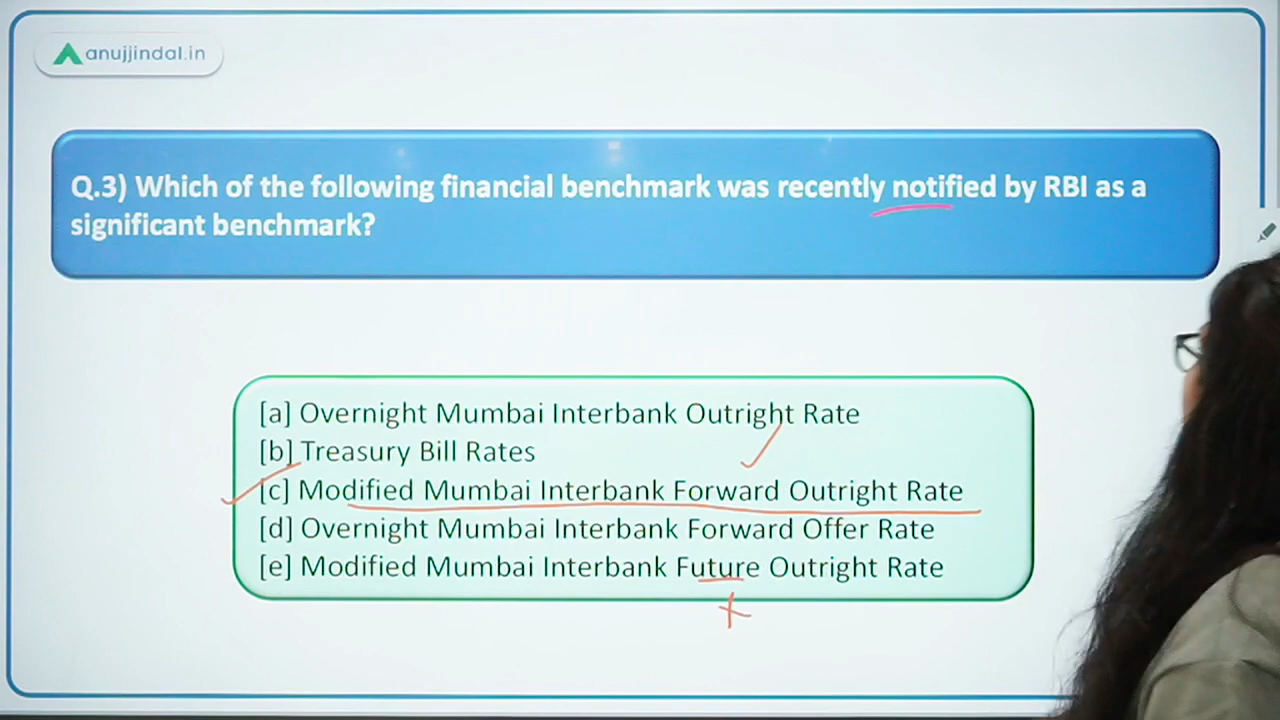 anujjindal.in
Q.3) Which of the following financial benchmark was recently notified by RBI as a
significant benchmark?
[a] Overnight Mumbai Interbank Outright Rate
[b] Treasury Bill Rates
[c] Modified Mumbai Interbank Forward Outright Rate
[d] Overnight Mumbai Interbank Forward Offer Rate
[e] Modified Mumbai Interbank Future Outright Rate